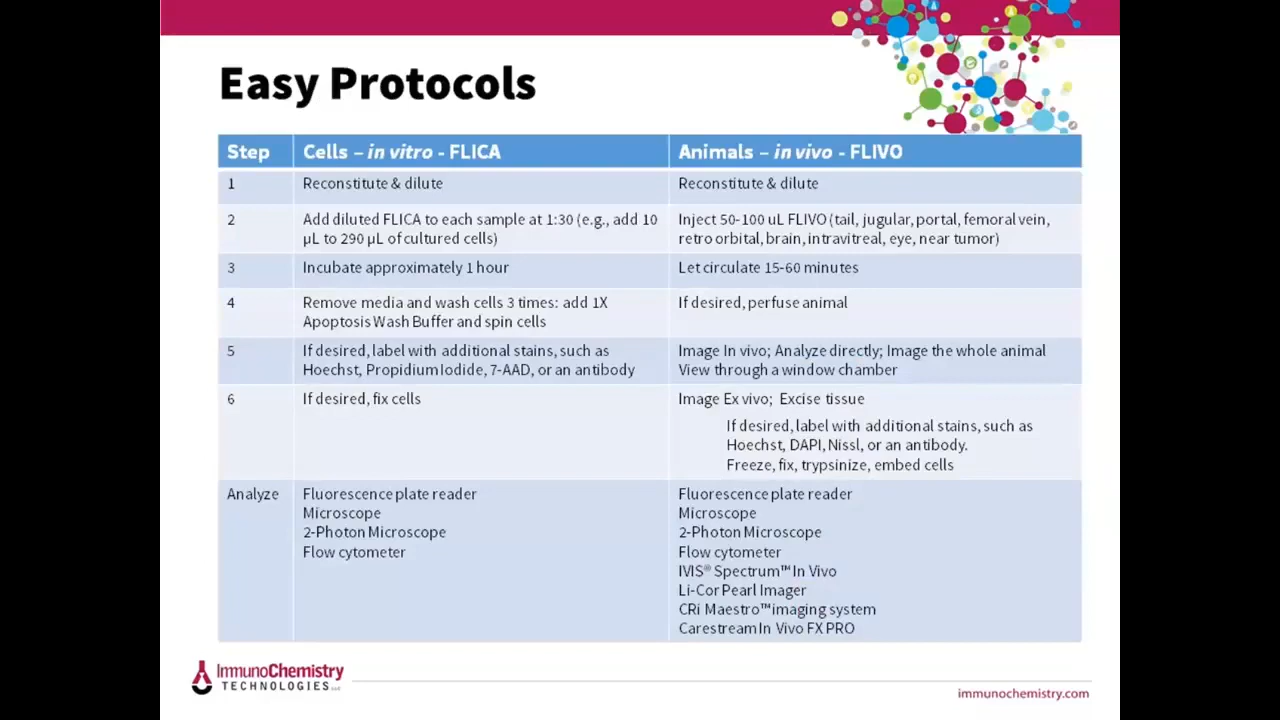 Easy Protocols
Step Cells – in vitro - FLICA Animals – in vivo - FLIVO
1 Reconstitute & dilute Reconstitute & dilute
2 Add diluted FLICA to each sample at 1:30 (e.g., add 10 Inject 50-100 uL FLIVO (tail, jugular, portal, femoral vein,
µL to 290 µL of cultured cells) retro orbital, brain, intravitreal, eye, near tumor)
3 Incubate approximately 1 hour Let circulate 15-60 minutes
4 Remove media and wash cells 3 times: add 1X If desired, perfuse animal
Apoptosis Wash Buffer and spin cells
5 If desired, label with additional stains, such as Image In vivo; Analyze directly; Image the whole animal
Hoechst, Propidium Iodide, 7-AAD, or an antibody View through a window chamber
6 If desired, fix cells Image Ex vivo; Excise tissue
If desired, label with additional stains, such as
Hoechst, DAPI, Nissl, or an antibody.
Freeze, fix, trypsinize, embed cells
Analyze Fluorescence plate reader Fluorescence plate reader
Microscope Microscope
2-Photon Microscope 2-Photon Microscope
Flow cytometer Flow cytometer
IVIS® Spectrum™ In Vivo
Li-Cor Pearl Imager
CRi Maestro™ imaging system
Carestream In Vivo FX PRO
ImmunoChemistry
TECHNOLOGIES
immunochemistry.com